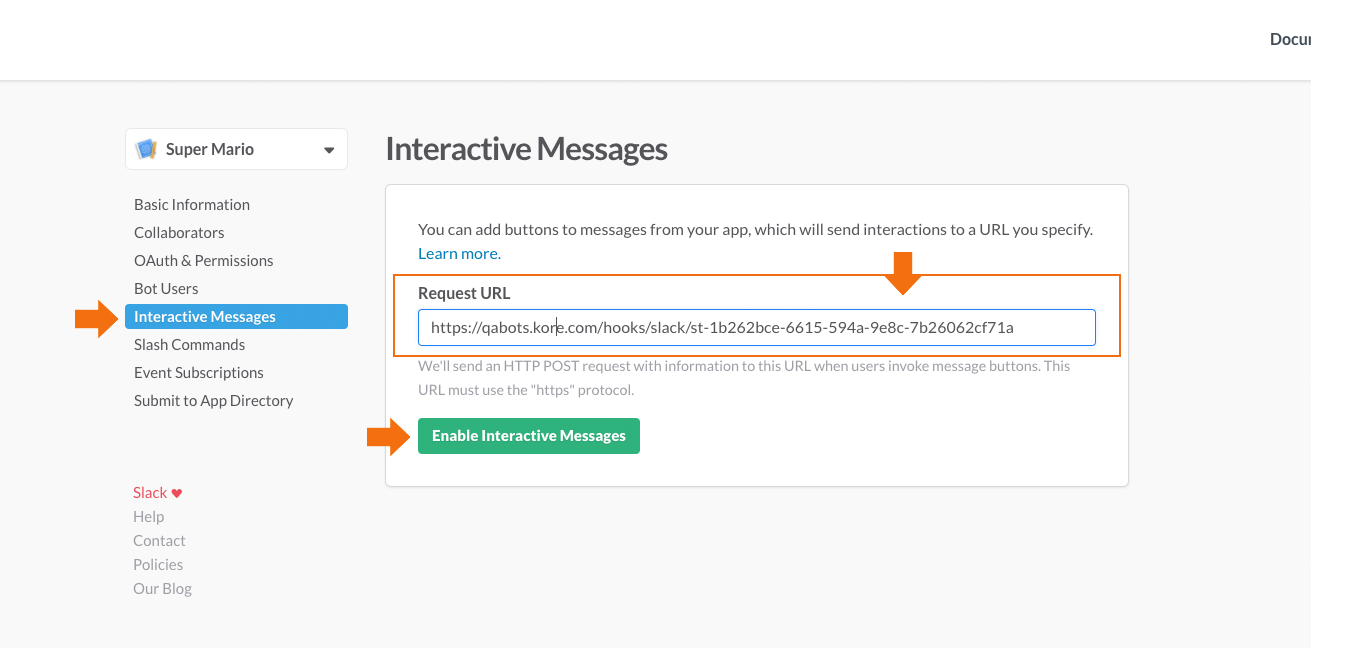 Docu
Super Mario
Interactive Messages
Basic Information
Collaborators
OAuth & Permissions
Bot Users
Interactive Messages
Slash Commands
Event Subscriptions
Submit to App Directory
Slack ♥
Help
Contact
Policies
Our Blog
You can add buttons to messages from your app, which will send interactions to a URL you specify.
Learn more.
Request URL
https://qabots.kore.com/hooks/slack/st-1b262bce-6615-594a-9e8c-7b26062cf71a
We'll send an HTTP POST request with information to this URL when users invoke message buttons. This
URL must use the "https" protocol.
Enable Interactive Messages